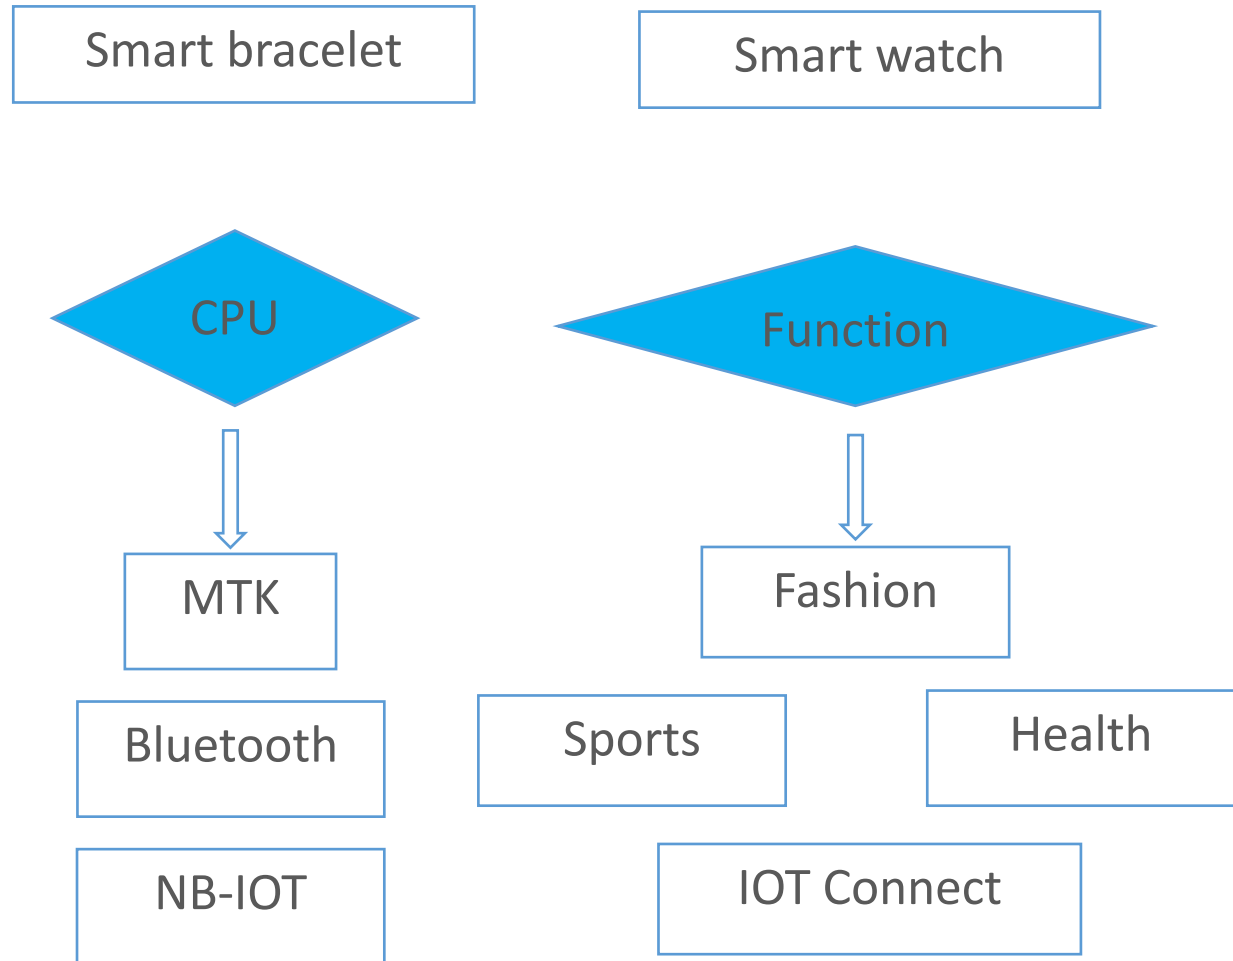 Smart bracelet
Smart watch
CPU
Function
MTK
Fashion
Bluetooth
Sports
Health
NB-IOT
IOT Connect